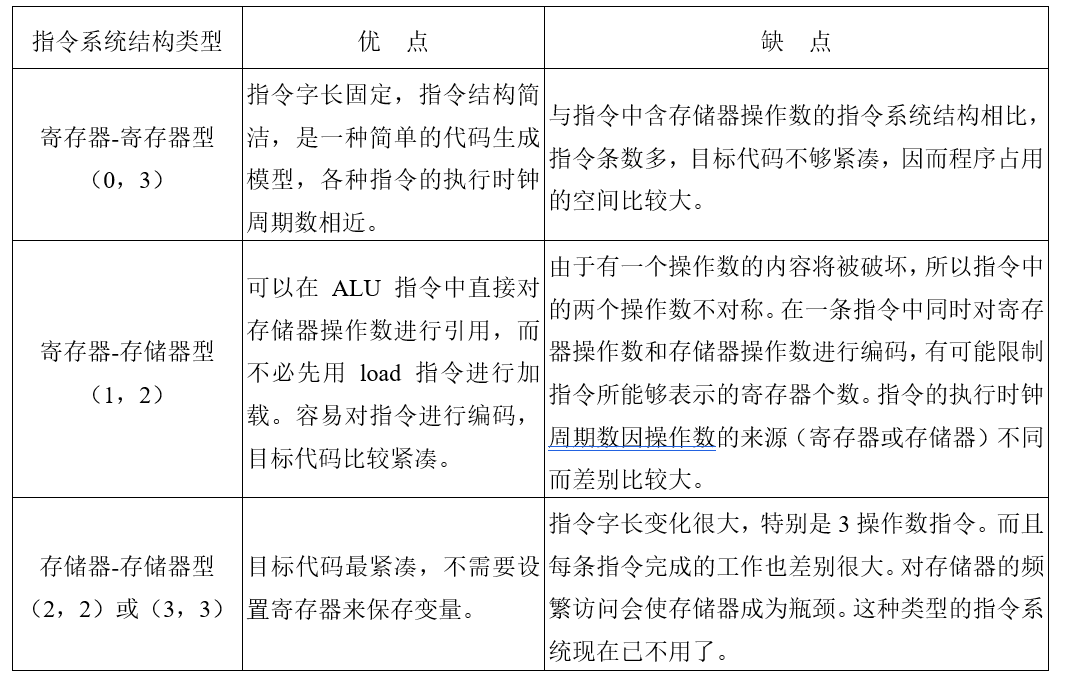 指令系统结构类型
优 点
缺 点
寄存器-寄存器型
（0，3）
指令字长固定，指令结构简
洁，是一种简单的代码生成
模型，各种指令的执行时钟
周期数相近。
与指令中含存储器操作数的指令系统结构相比，
指令条数多，目标代码不够紧凑，因而程序占用
的空间比较大。
寄存器-存储器型
（1，2）
可以在 ALU 指令中直接对
存储器操作数进行引用，而
不必先用 load 指令进行加
载。容易对指令进行编码，
目标代码比较紧凑。
由于有一个操作数的内容将被破坏，所以指令中
的两个操作数不对称。在一条指令中同时对寄存
器操作数和存储器操作数进行编码，有可能限制
指令所能够表示的寄存器个数。指令的执行时钟
周期数因操作数的来源（寄存器或存储器）不同
而差别比较大。
存储器-存储器型
（2，2）或（3，3）
目标代码最紧凑，不需要设
置寄存器来保存变量。
指令字长变化很大，特别是 3 操作数指令。而且
每条指令完成的工作也差别很大。对存储器的频
繁访问会使存储器成为瓶颈。这种类型的指令系
统现在已不用了。